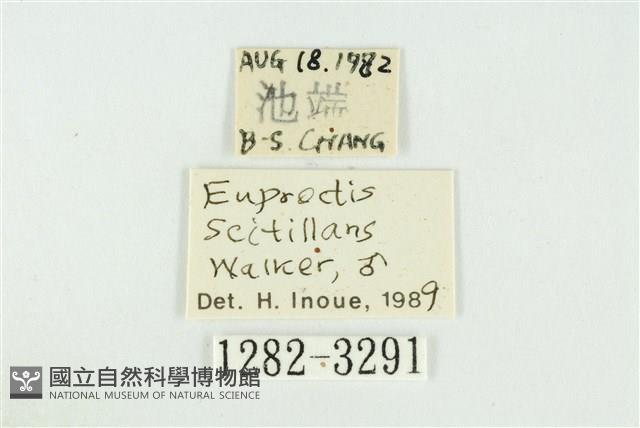 AUG 18.1982
池端
B-S. CHANG
Euproctis
Scitillans
Walker, ♂
Det. H. Inoue, 1989
1282-3291
國立自然科學博物館
NATIONAL MUSEUM OF NATURAL SCIENCE